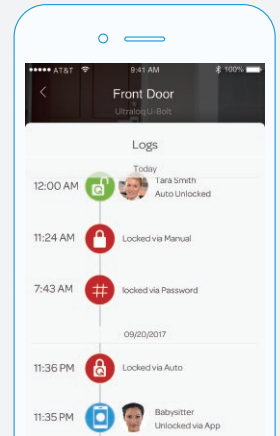 AT&T 9:41 AM 100%
Front Door
Ultraloq U-Bolt
Logs
Today
12:00 AM Tara Smith
Auto Unlocked
11:24 AM Locked via Manual
7:43 AM # locked via Password
09/20/2017
11:36 PM Locked via Auto
11:35 PM Babysitter
Unlocked via App